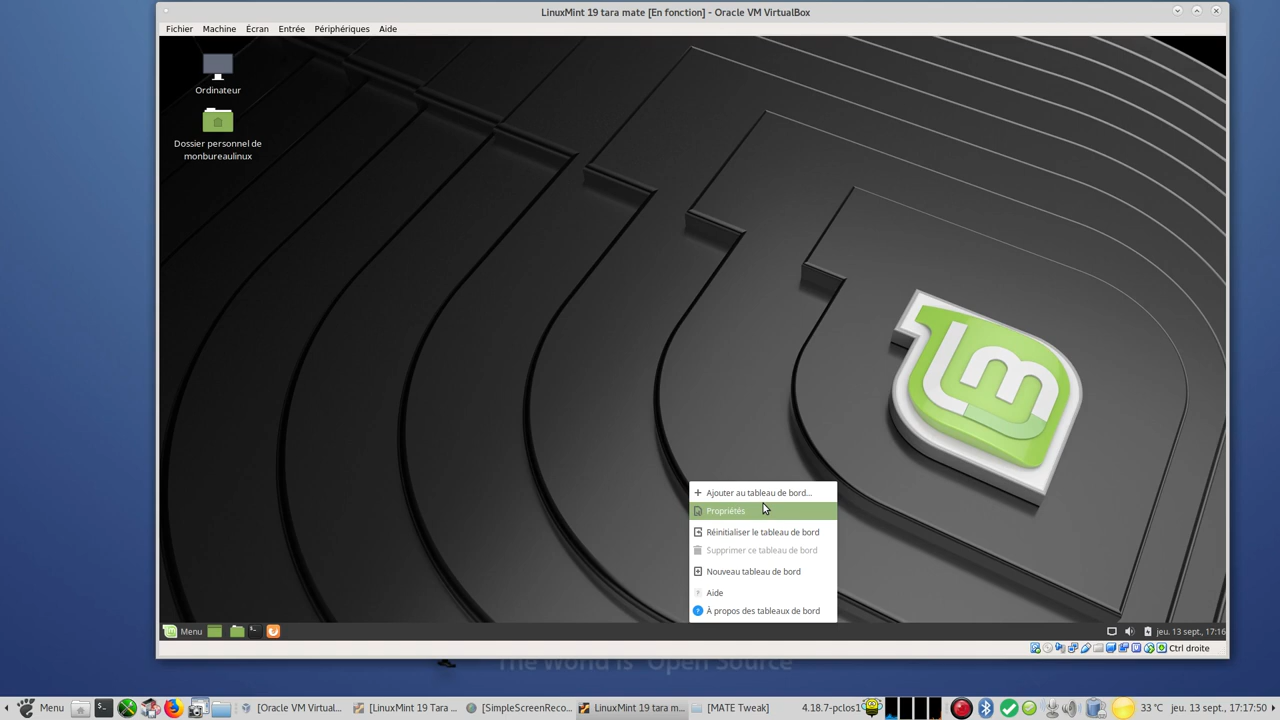 LinuxMint 19 tara mate [En fonction] - Oracle VM VirtualBox
Fichier Machine Écran Entrée Périphériques Aide
Ordinateur
Dossier personnel de
monbureaulinux
Ajouter au tableau de bord...
Propriétés
Réinitialiser le tableau de bord
Supprimer ce tableau de bord
Nouveau tableau de bord
Aide
À propos des tableaux de bord
Menu
jeu. 13 sept., 17:16
Ctrl droite
The World is Open Source
Menu [Oracle VM Virtual... [LinuxMint 19 Tara ... [SimpleScreenReco... LinuxMint 19 tara m... [MATE Tweak] 4.18.7-pclos1 33 °C jeu. 13 sept., 17:17:50